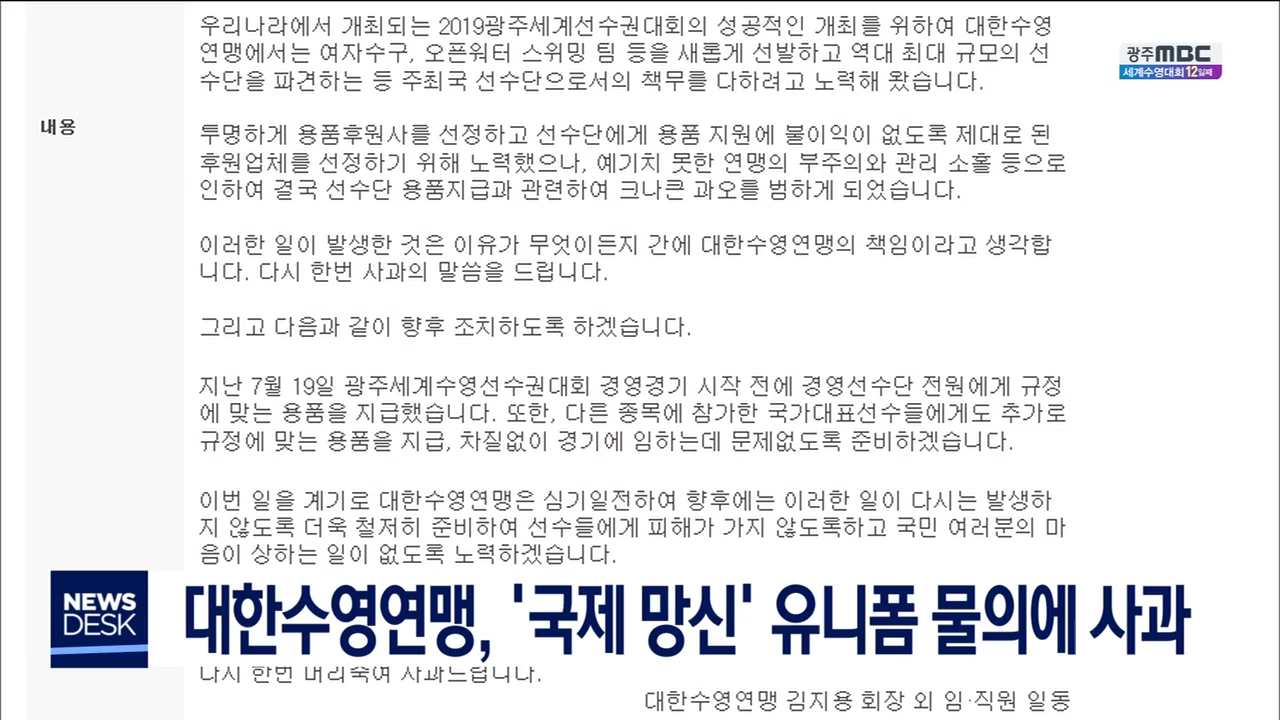 우리나라에서 개최되는 2019광주세계선수권대회의 성공적인 개최를 위하여 대한수영
연맹에서는 여자수구, 오픈워터 스위밍 팀 등을 새롭게 선발하고 역대 최대 규모의 선
수단을 파견하는 등 주최국 선수단으로서의 책무를 다하려고 노력해 왔습니다.
광주MBC
세계수영대회 12일째
내용
투명하게 용품후원사를 선정하고 선수단에게 용품 지원에 불이익이 없도록 제대로 된
후원업체를 선정하기 위해 노력했으나, 예기치 못한 연맹의 부주의와 관리 소홀 등으로
인하여 결국 선수단 용품지급과 관련하여 크나큰 과오를 범하게 되었습니다.
이러한 일이 발생한 것은 이유가 무엇이든지 간에 대한수영연맹의 책임이라고 생각합
니다. 다시 한번 사과의 말씀을 드립니다.
그리고 다음과 같이 향후 조치하도록 하겠습니다.
지난 7월 19일 광주세계수영선수권대회 경영경기 시작 전에 경영선수단 전원에게 규정
에 맞는 용품을 지급했습니다. 또한, 다른 종목에 참가한 국가대표선수들에게도 추가로
규정에 맞는 용품을 지급, 차질없이 경기에 임하는데 문제없도록 준비하겠습니다.
이번 일을 계기로 대한수영연맹은 심기일전하여 향후에는 이러한 일이 다시는 발생하
지 않도록 더욱 철저히 준비하여 선수들에게 피해가 가지 않도록하고 국민 여러분의 마
음이 상하는 일이 없도록 노력하겠습니다.
NEWS
DESK
대한수영연맹, '국제 망신' 유니폼 물의에 사과
다시 한번 머리숙여 사과드립니다.
대한수영연맹 김지용 회장 외 임·직원 일동